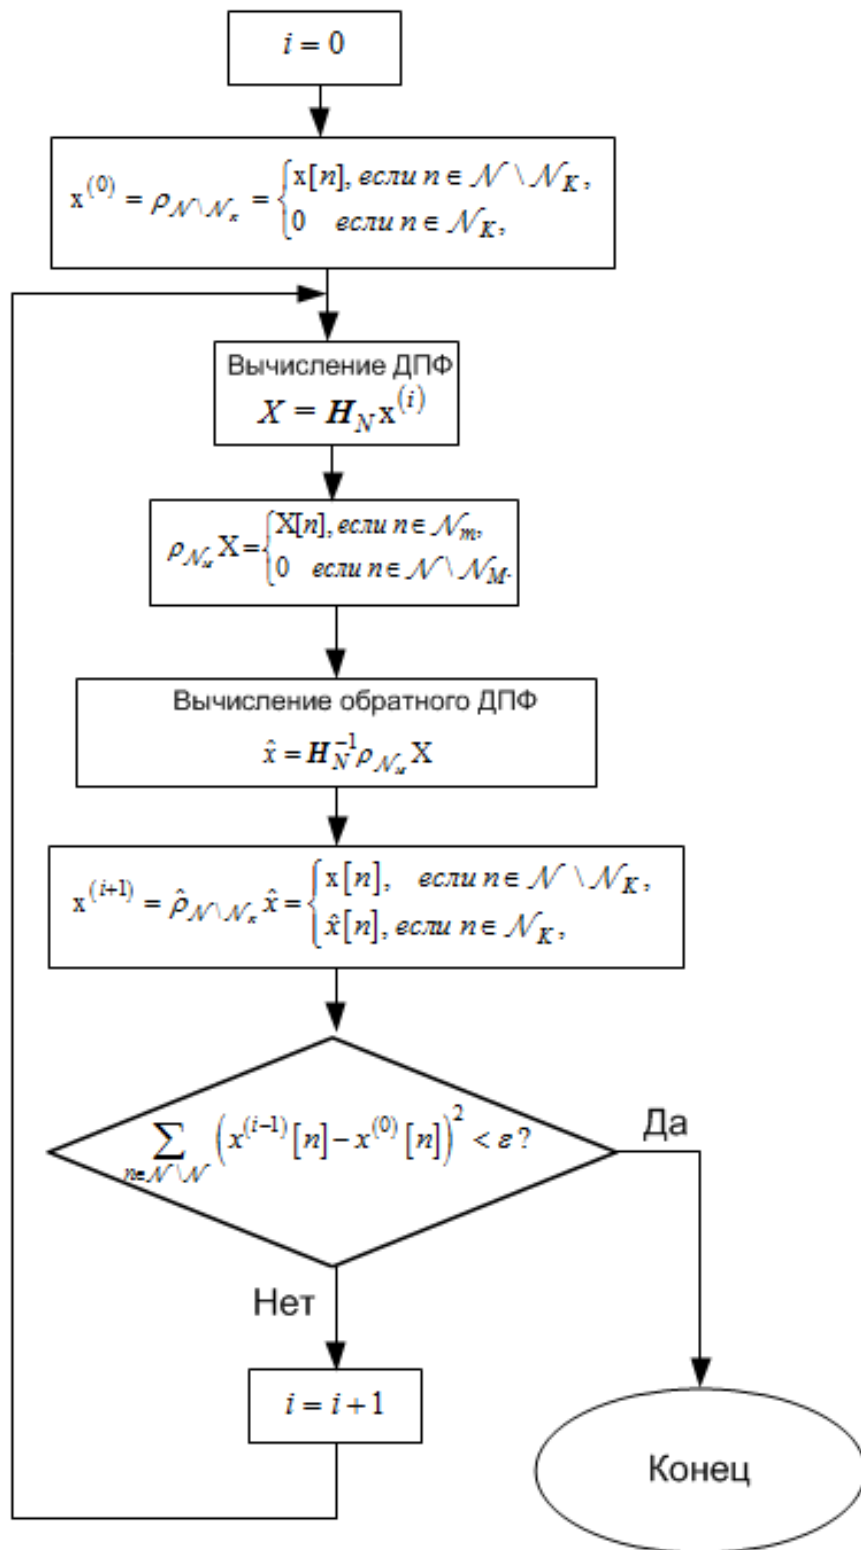 i = 0
x^(0) = ρ_{𝒩\𝒩_K} = { x[n], если n ∈ 𝒩 \ 𝒩_K,
0 если n ∈ 𝒩_K,
Вычисление ДПФ
X = H_N x^(i)
ρ_{𝒩_M} X = { X[n], если n ∈ 𝒩_m,
0 если n ∈ 𝒩 \ 𝒩_M.
Вычисление обратного ДПФ
x̂ = H_N^{-1} ρ_{𝒩_M} X
x^(i+1) = ρ̂_{𝒩\𝒩_K} x̂ = { x[n], если n ∈ 𝒩 \ 𝒩_K,
x̂[n], если n ∈ 𝒩_K,
∑_{n∈𝒩\𝒩} (x^(i−1)[n] − x^(0)[n])^2 < ε?
Да
Нет
i = i + 1
Конец